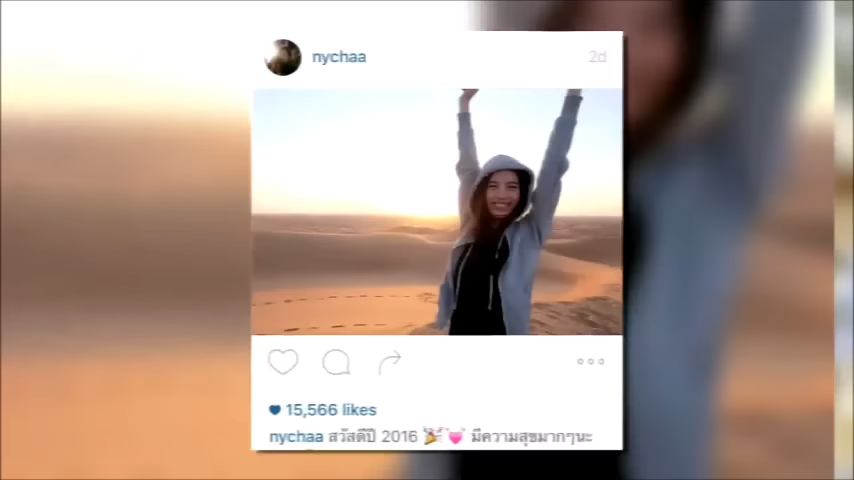 nychaa 2d
15,566 likes
nychaa สวัสดีปี 2016 🎉💓 มีความสุขมากๆนะ